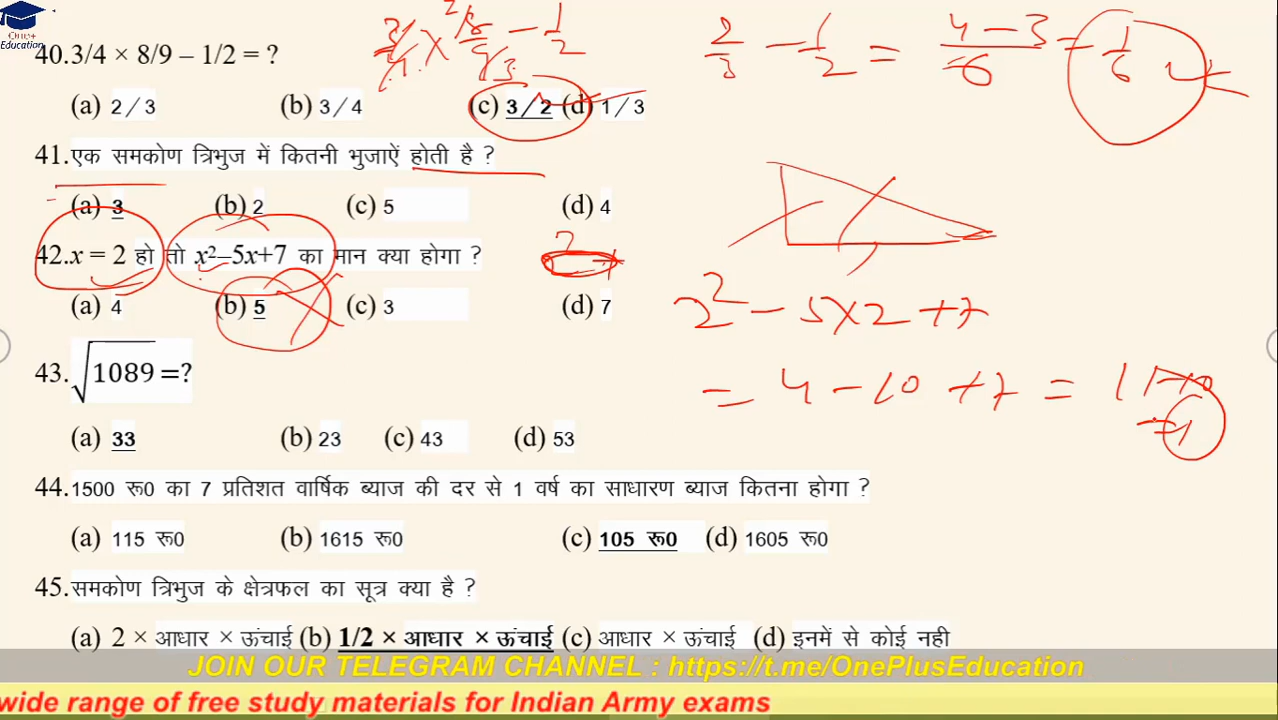 One+
Education
40.3/4 × 8/9 – 1/2 = ?
(a) 2/3 (b) 3/4 (c) 3/2 (d) 1/3
2/3 - 1/2 = 4-3/6 = 1/6
41.एक समकोण त्रिभुज में कितनी भुजाऐं होती है ?
(a) 3 (b) 2 (c) 5 (d) 4
42.x = 2 हो तो x²–5x+7 का मान क्या होगा ?
(a) 4 (b) 5 (c) 3 (d) 7
2² - 5×2 +7
= 4 - 10 +7 = 11-10
=1
43.√1089 =?
(a) 33 (b) 23 (c) 43 (d) 53
44.1500 रू0 का 7 प्रतिशत वार्षिक ब्याज की दर से 1 वर्ष का साधारण ब्याज कितना होगा ?
(a) 115 रू0 (b) 1615 रू0 (c) 105 रू0 (d) 1605 रू0
45.समकोण त्रिभुज के क्षेत्रफल का सूत्र क्या है ?
(a) 2 × आधार × ऊंचाई (b) 1/2 × आधार × ऊंचाई (c) आधार × ऊंचाई (d) इनमें से कोई नही
JOIN OUR TELEGRAM CHANNEL : https://t.me/OnePlusEducation
wide range of free study materials for Indian Army exams